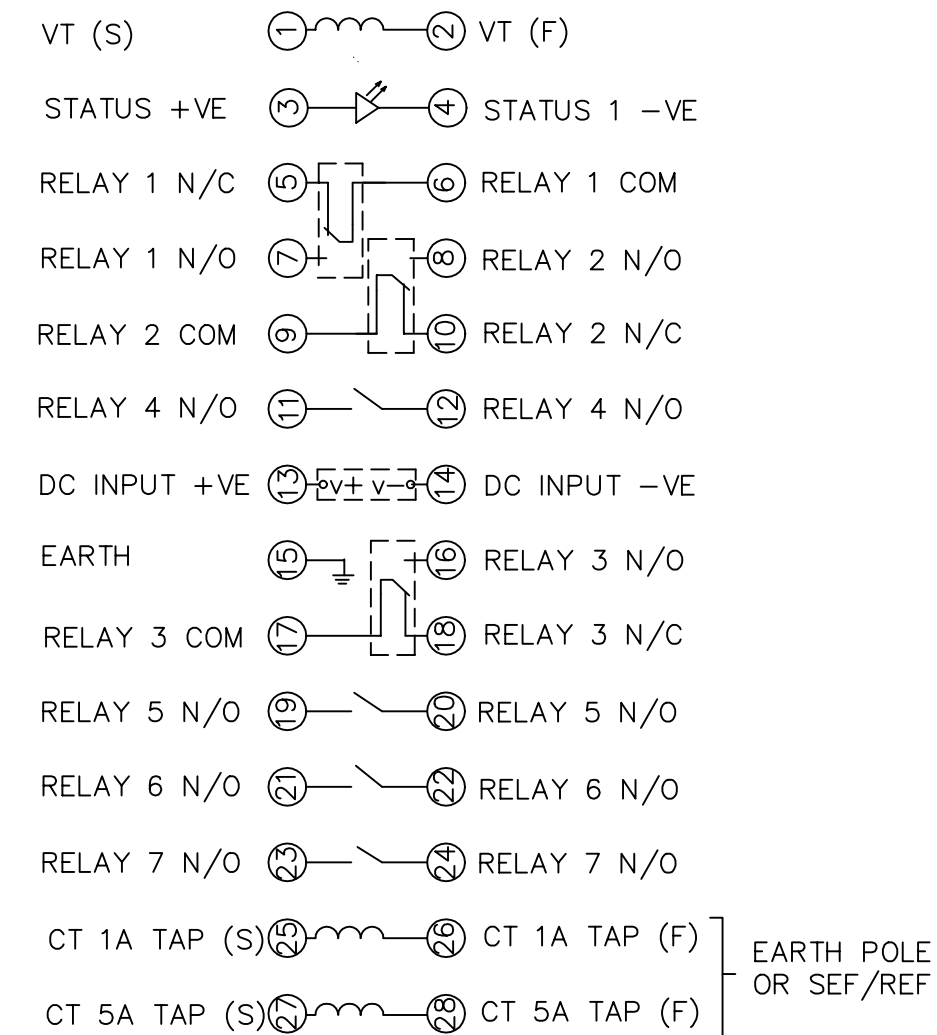 VT (S) 1 2 VT (F)
STATUS +VE 3 4 STATUS 1 −VE
RELAY 1 N/C 5 6 RELAY 1 COM
RELAY 1 N/O 7 8 RELAY 2 N/O
RELAY 2 COM 9 10 RELAY 2 N/C
RELAY 4 N/O 11 12 RELAY 4 N/O
DC INPUT +VE 13 v+ v− 14 DC INPUT −VE
EARTH 15 16 RELAY 3 N/O
RELAY 3 COM 17 18 RELAY 3 N/C
RELAY 5 N/O 19 20 RELAY 5 N/O
RELAY 6 N/O 21 22 RELAY 6 N/O
RELAY 7 N/O 23 24 RELAY 7 N/O
CT 1A TAP (S) 25 26 CT 1A TAP (F)
CT 5A TAP (S) 27 28 CT 5A TAP (F)
EARTH POLE
OR SEF/REF